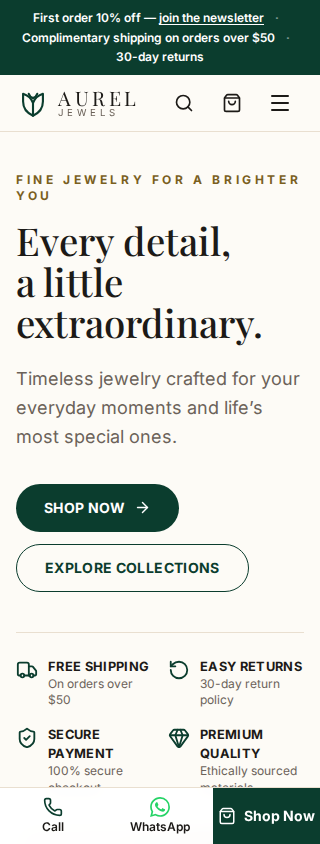 First order 10% off — join the newsletter ·
Complimentary shipping on orders over $50 ·
30-day returns
AUREL
JEWELS
FINE JEWELRY FOR A BRIGHTER
YOU
Every detail,
a little
extraordinary.
Timeless jewelry crafted for your
everyday moments and life’s
most special ones.
SHOP NOW
EXPLORE COLLECTIONS
FREE SHIPPING
On orders over
$50
EASY RETURNS
30-day return
policy
SECURE
PAYMENT
100% secure
checkout
PREMIUM
QUALITY
Ethically sourced
materials
Call
WhatsApp
Shop Now